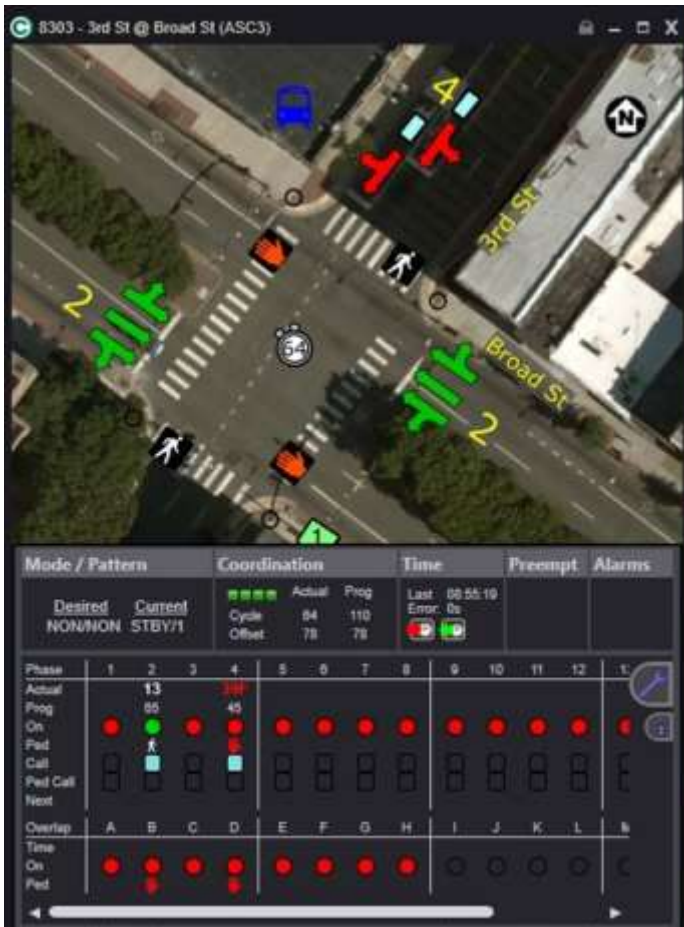 8303 - 3rd St @ Broad St (ASC3)
4
N
3rd St
2
64
Broad St
2
1
Mode / Pattern Coordination Time Preempt Alarms
Desired Current
NON/NON STBY/1
Actual Prog
Cycle 84 110
Offset 78 78
Last 08:55:19
Error: 0s
Phase 1 2 3 4 5 6 7 8 9 10 11 12
Actual 13
Prog 65 45
On
Ped
Call
Ped Call
Next
Overlap A B C D E F G H I J K L
Time
On
Ped